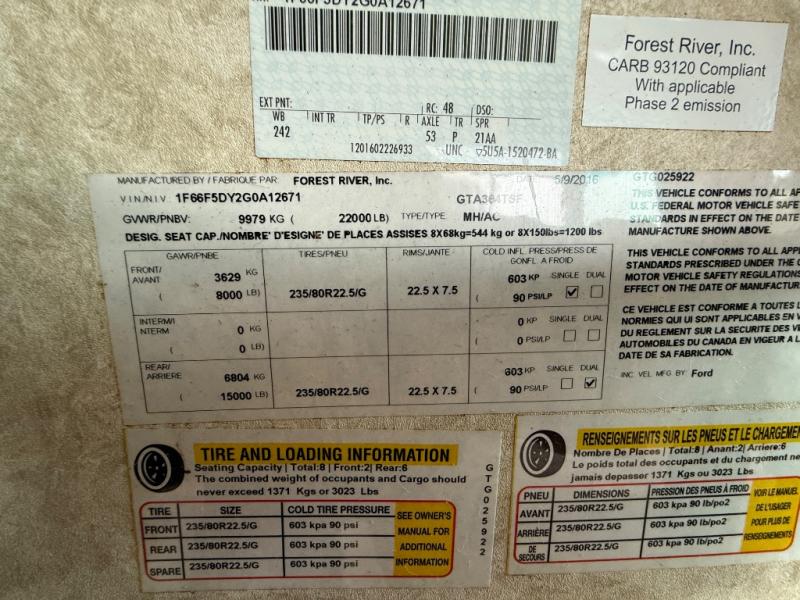 1F66F5DY2G0A12671
EXT PNT: RC: 48 DSO:
WB INT TR TP/PS R AXLE TR SPR
242 53 P 21AA
1201602226933 UNC 5U5A-1520472-BA
Forest River, Inc.
CARB 93120 Compliant
With applicable
Phase 2 emission
MANUFACTURED BY / FABRIQUE PAR: FOREST RIVER, Inc. 5/9/2016 GTG025922
VIN/NIV: 1F66F5DY2G0A12671
GVWR/PNBV: 9979 KG ( 22000 LB) TYPE/TYPE MH/AC
DESIG. SEAT CAP./NOMBRE' D'ESIGNE' DE PLACES ASSISES 8X68kg=544 kg or 8X150lbs=1200 lbs
GAWR/PNBE TIRES/PNEU RIMS/JANTE COLD INFL. PRESS/PRESS DE GONFL. A FROID
FRONT/ AVANT 3629 KG 603 KP SINGLE DUAL
( 8000 LB) 235/80R22.5/G 22.5 X 7.5 ( 90 PSI/LP
INTERM/I NTERM 0 KG 0 KP SINGLE DUAL
( 0 LB) ( 0 PSI/LP
REAR/ ARRIERE 6804 KG 603 KP SINGLE DUAL
( 15000 LB) 235/80R22.5/G 22.5 X 7.5 ( 90 PSI/LP
THIS VEHICLE CONFORMS TO ALL
U.S. FEDERAL MOTOR VEHICLE SAFE
STANDARDS IN EFFECT ON THE DATE
MANUFACTURE SHOWN ABOVE.
THIS VEHICLE CONFORMS TO ALL APP
STANDARDS PRESCRIBED UNDER THE
MOTOR VEHICLE SAFETY REGULATIONS
EFFECT ON THE DATE OF MANUFACTUR
CE VEHICLE EST CONFORME A TOUTES L
NORMIES QUI UI SONT APPLICABLES EN V
DU REGLEMENT SUR LA SECURITE DES VE
AUTOMOBILES DU CANADA EN VIGEUR A L
DATE DE SA FABRICATION.
INC VEL MFG BY Ford
TIRE AND LOADING INFORMATION
Seating Capacity | Total:8 | Front:2| Rear:6
The combined weight of occupants and Cargo should
never exceed 1371 Kgs or 3023 Lbs
TIRE SIZE COLD TIRE PRESSURE
FRONT 235/80R22.5/G 603 kpa 90 psi
REAR 235/80R22.5/G 603 kpa 90 psi
SPARE 235/80R22.5/G 603 kpa 90 psi
SEE OWNER'S
MANUAL FOR
ADDITIONAL
INFORMATION
GTG025922
RENSEIGNEMENTS SUR LES PNEUS ET LE CHARGEMEN
Nombre De Places | Total:8 | Avant:2| Arriere:6
Le poids total des occupants et du chargement ne
jamais depasser 1371 Kgs ou 3023 Lbs
PNEU DIMENSIONS PRESSION DES PNEUS À FROID
AVANT 235/80R22.5/G 603 kpa 90 lb/po2
ARRIÈRE 235/80R22.5/G 603 kpa 90 lb/po2
DE SECOURS 235/80R22.5/G 603 kpa 90 lb/po2
VOIR LE MANUEL
DE L'USAGER
POUR PLUS DE
RENSEIGNEMENTS